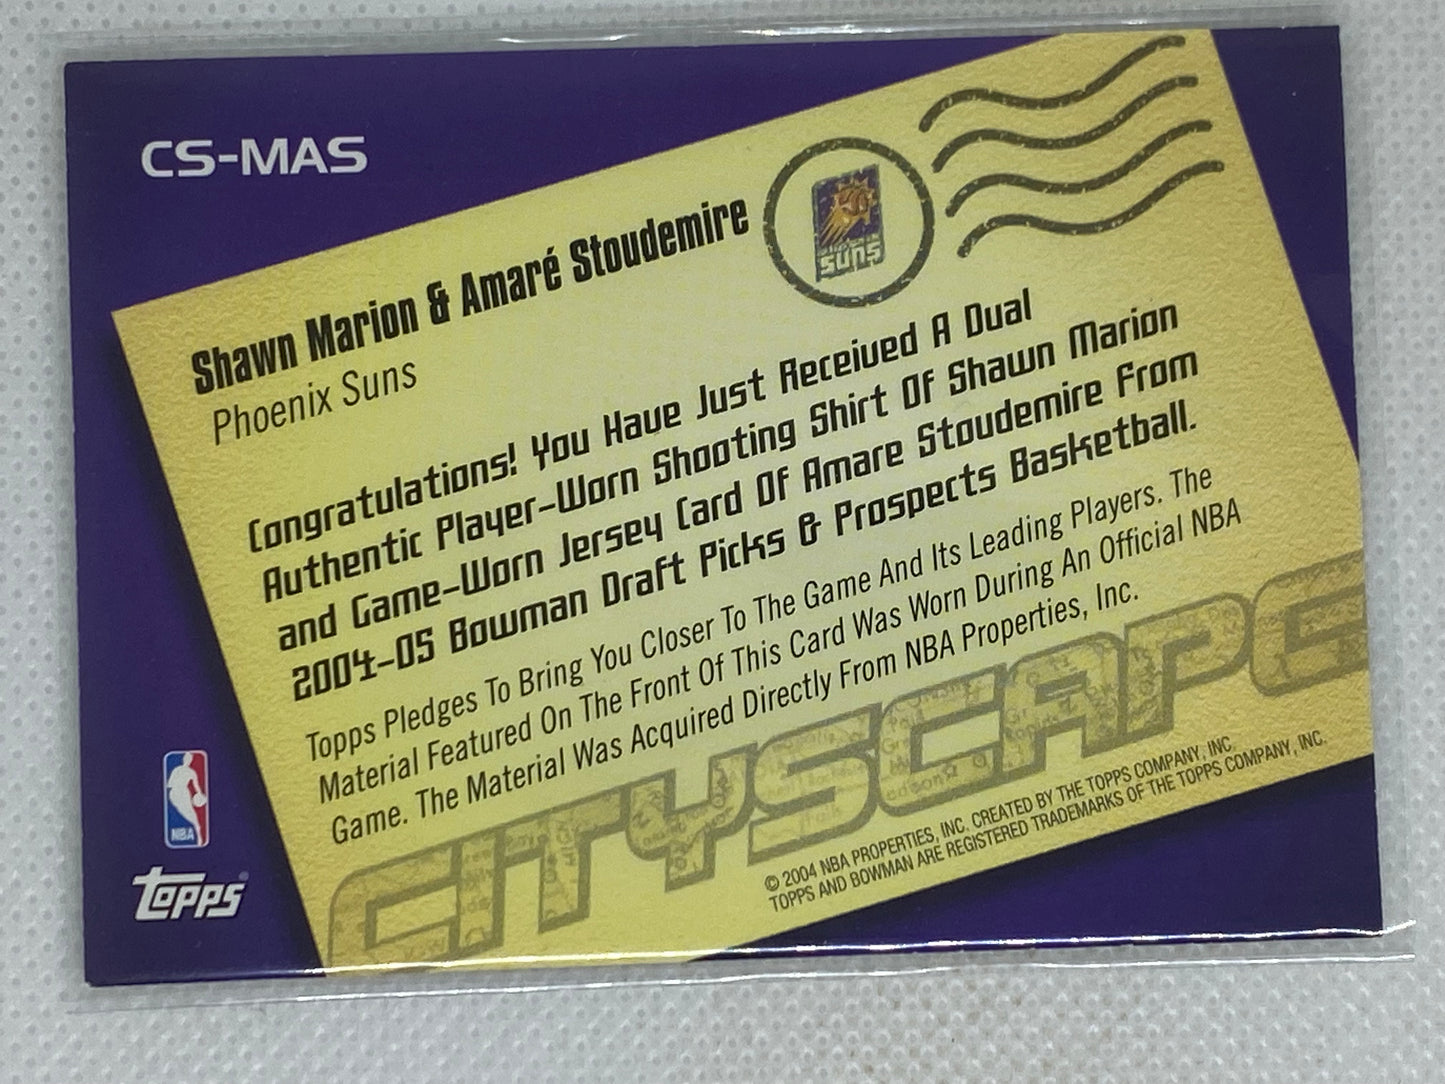 CS-MAS
Shawn Marion & Amaré Stoudemire
Phoenix Suns
SUNS
Congratulations! You Have Just Received A Dual
Authentic Player-Worn Shooting Shirt Of Shawn Marion
and Game-Worn Jersey Card Of Amare Stoudemire From
2004-05 Bowman Draft Picks & Prospects Basketball.
Topps Pledges To Bring You Closer To The Game And Its Leading Players. The
Material Featured On The Front Of This Card Was Worn During An Official NBA
Game. The Material Was Acquired Directly From NBA Properties, Inc.
CITYSCAPE
© 2004 NBA PROPERTIES, INC. CREATED BY THE TOPPS COMPANY, INC.
TOPPS AND BOWMAN ARE REGISTERED TRADEMARKS OF THE TOPPS COMPANY, INC.
NBA
topps®